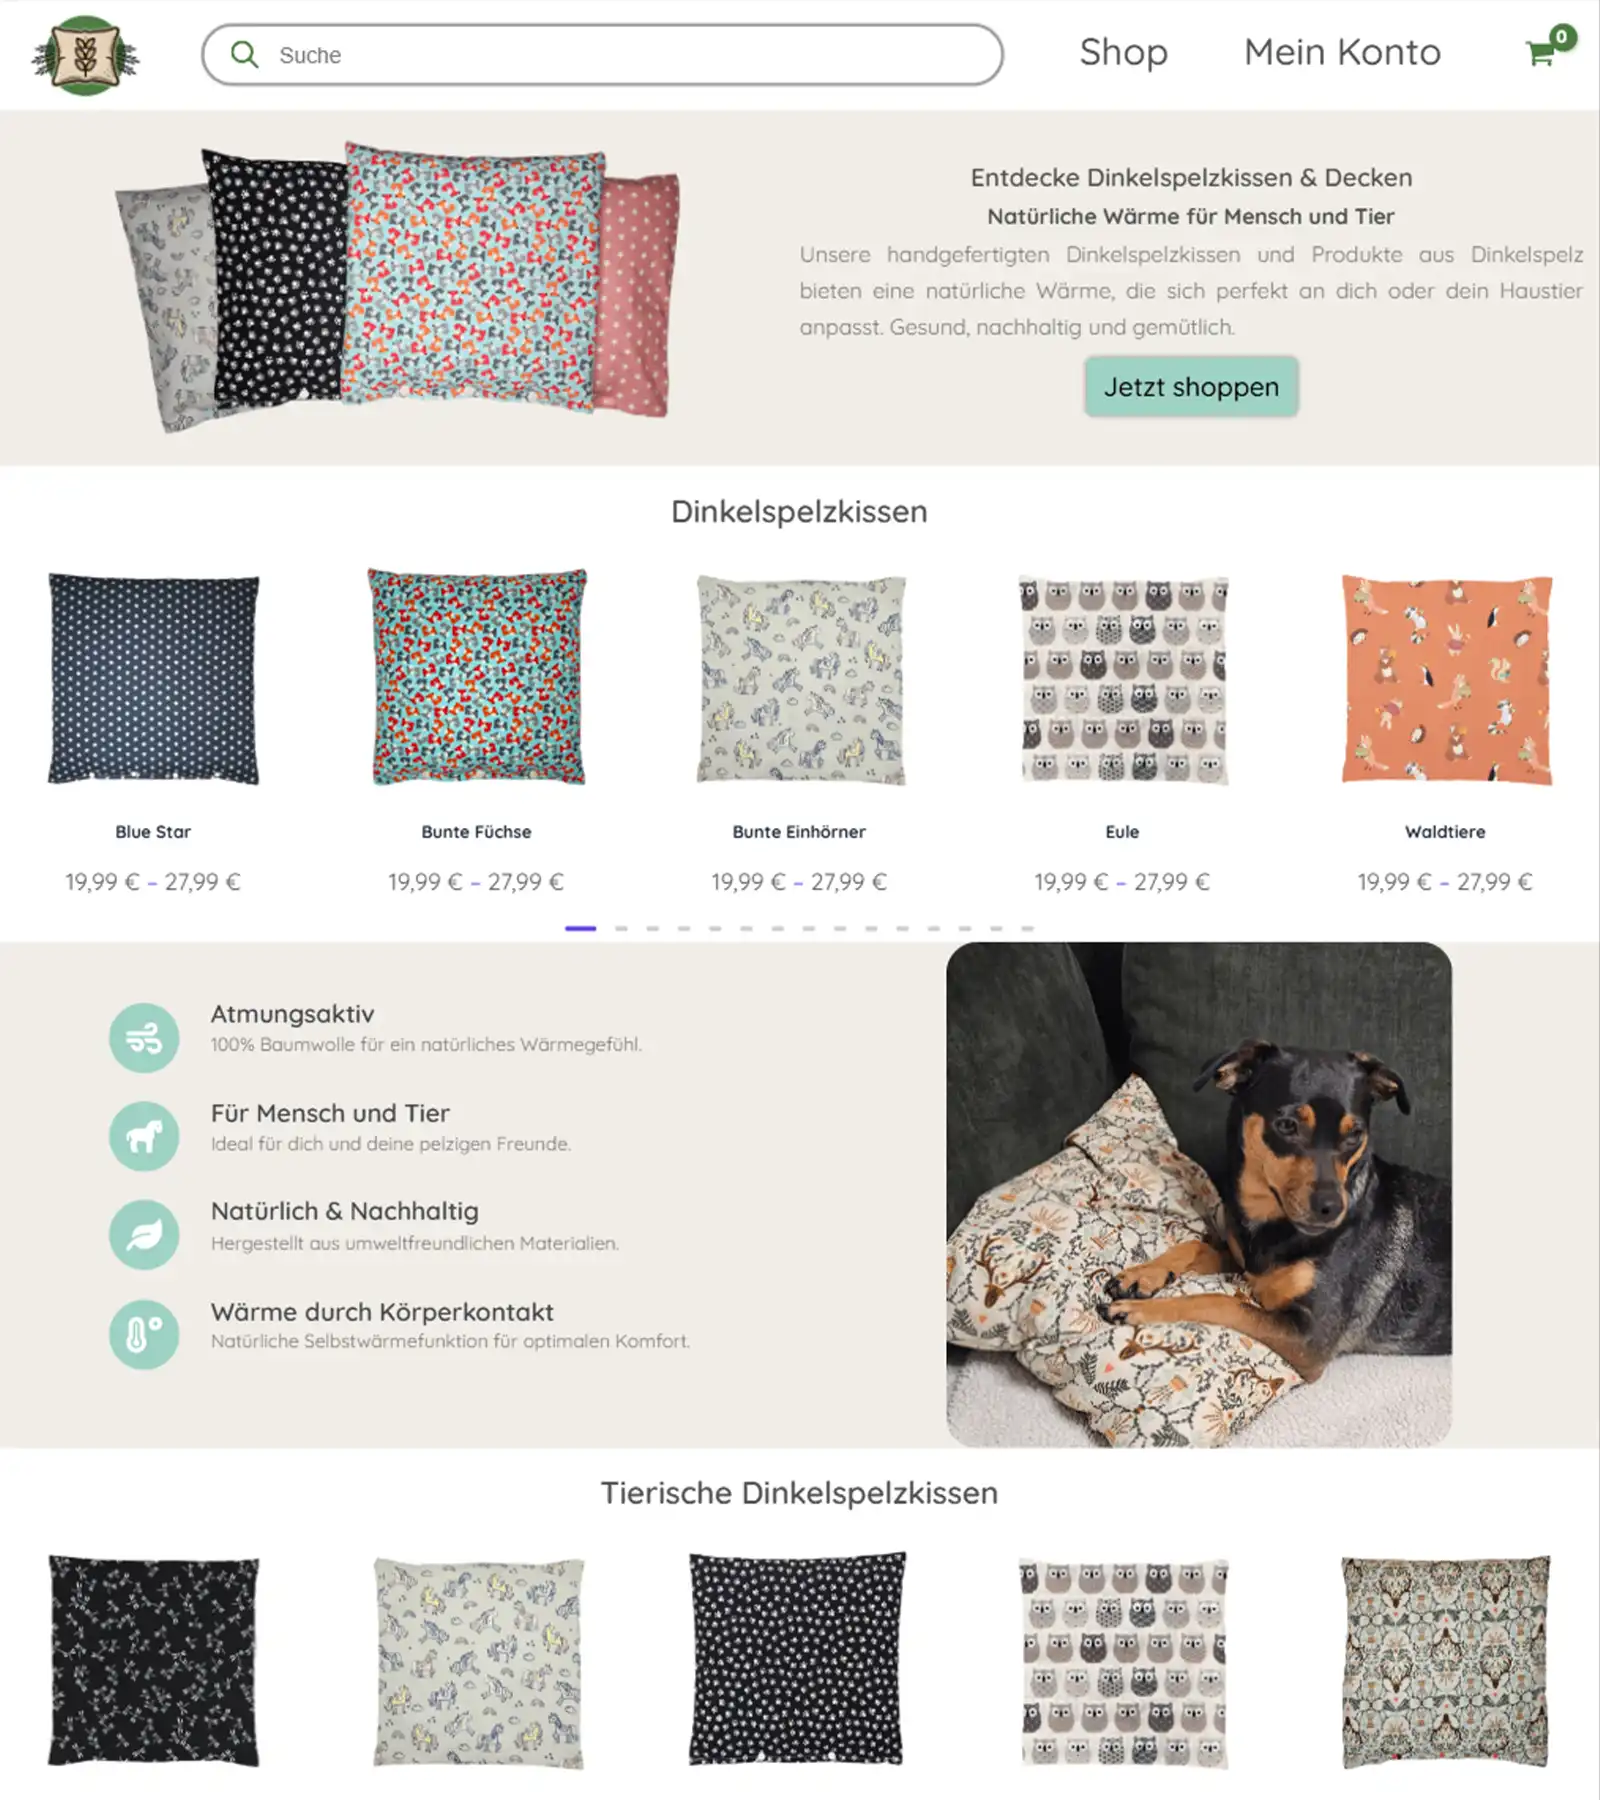 Suche
Shop
Mein Konto
0
Entdecke Dinkelspelzkissen & Decken
Natürliche Wärme für Mensch und Tier
Unsere handgefertigten Dinkelspelzkissen und Produkte aus Dinkelspelz
bieten eine natürliche Wärme, die sich perfekt an dich oder dein Haustier
anpasst. Gesund, nachhaltig und gemütlich.
Jetzt shoppen
Dinkelspelzkissen
Blue Star
Bunte Füchse
Bunte Einhörner
Eule
Waldtiere
19,99 € – 27,99 €
19,99 € – 27,99 €
19,99 € – 27,99 €
19,99 € – 27,99 €
19,99 € – 27,99 €
Atmungsaktiv
100% Baumwolle für ein natürliches Wärmegefühl.
Für Mensch und Tier
Ideal für dich und deine pelzigen Freunde.
Natürlich & Nachhaltig
Hergestellt aus umweltfreundlichen Materialien.
Wärme durch Körperkontakt
Natürliche Selbstwärmefunktion für optimalen Komfort.
Tierische Dinkelspelzkissen